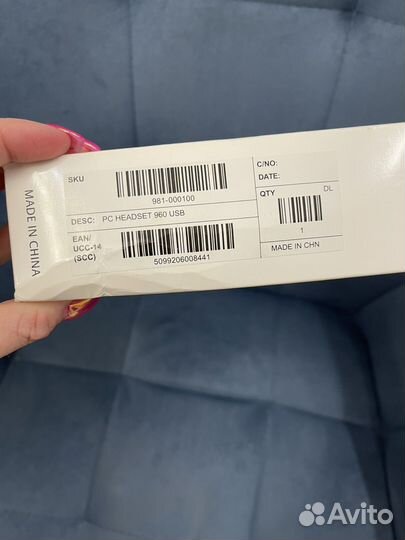 MADE IN CHINA
SKU
981-000100
DESC: PC HEADSET 960 USB
EAN/
UCC-14
(SCC)
5099206008441
C/NO:
DATE:
QTY DL
1
MADE IN CHN
Avito